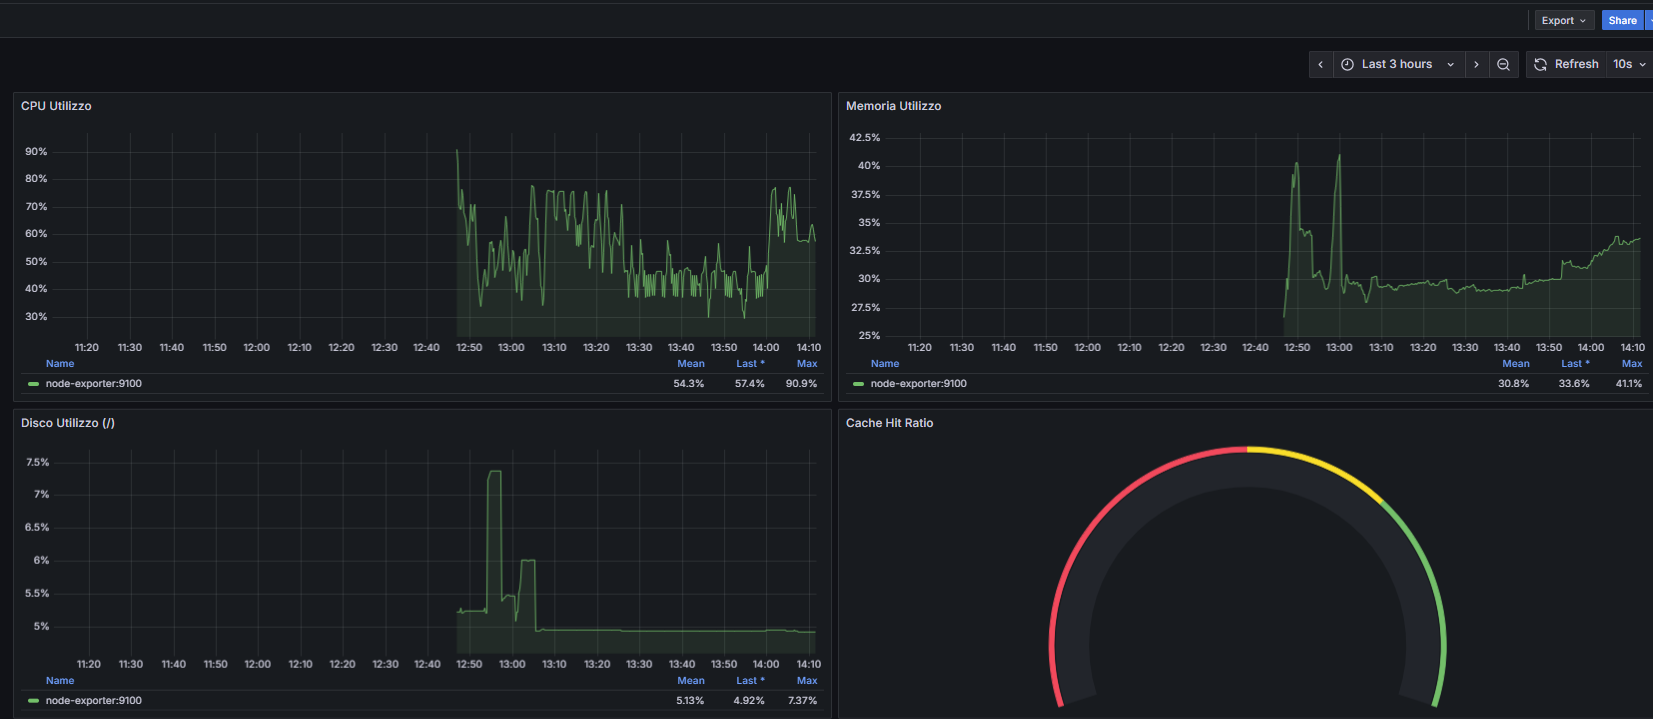 Export
Share
Last 3 hours
Refresh
10s
CPU Utilizzo
90%
80%
70%
60%
50%
40%
30%
11:20 11:30 11:40 11:50 12:00 12:10 12:20 12:30 12:40 12:50 13:00 13:10 13:20 13:30 13:40 13:50 14:00 14:10
Name Mean Last * Max
node-exporter:9100 54.3% 57.4% 90.9%
Memoria Utilizzo
42.5%
40%
37.5%
35%
32.5%
30%
27.5%
25%
11:20 11:30 11:40 11:50 12:00 12:10 12:20 12:30 12:40 12:50 13:00 13:10 13:20 13:30 13:40 13:50 14:00 14:10
Name Mean Last * Max
node-exporter:9100 30.8% 33.6% 41.1%
Disco Utilizzo (/)
7.5%
7%
6.5%
6%
5.5%
5%
11:20 11:30 11:40 11:50 12:00 12:10 12:20 12:30 12:40 12:50 13:00 13:10 13:20 13:30 13:40 13:50 14:00 14:10
Name Mean Last * Max
node-exporter:9100 5.13% 4.92% 7.37%
Cache Hit Ratio